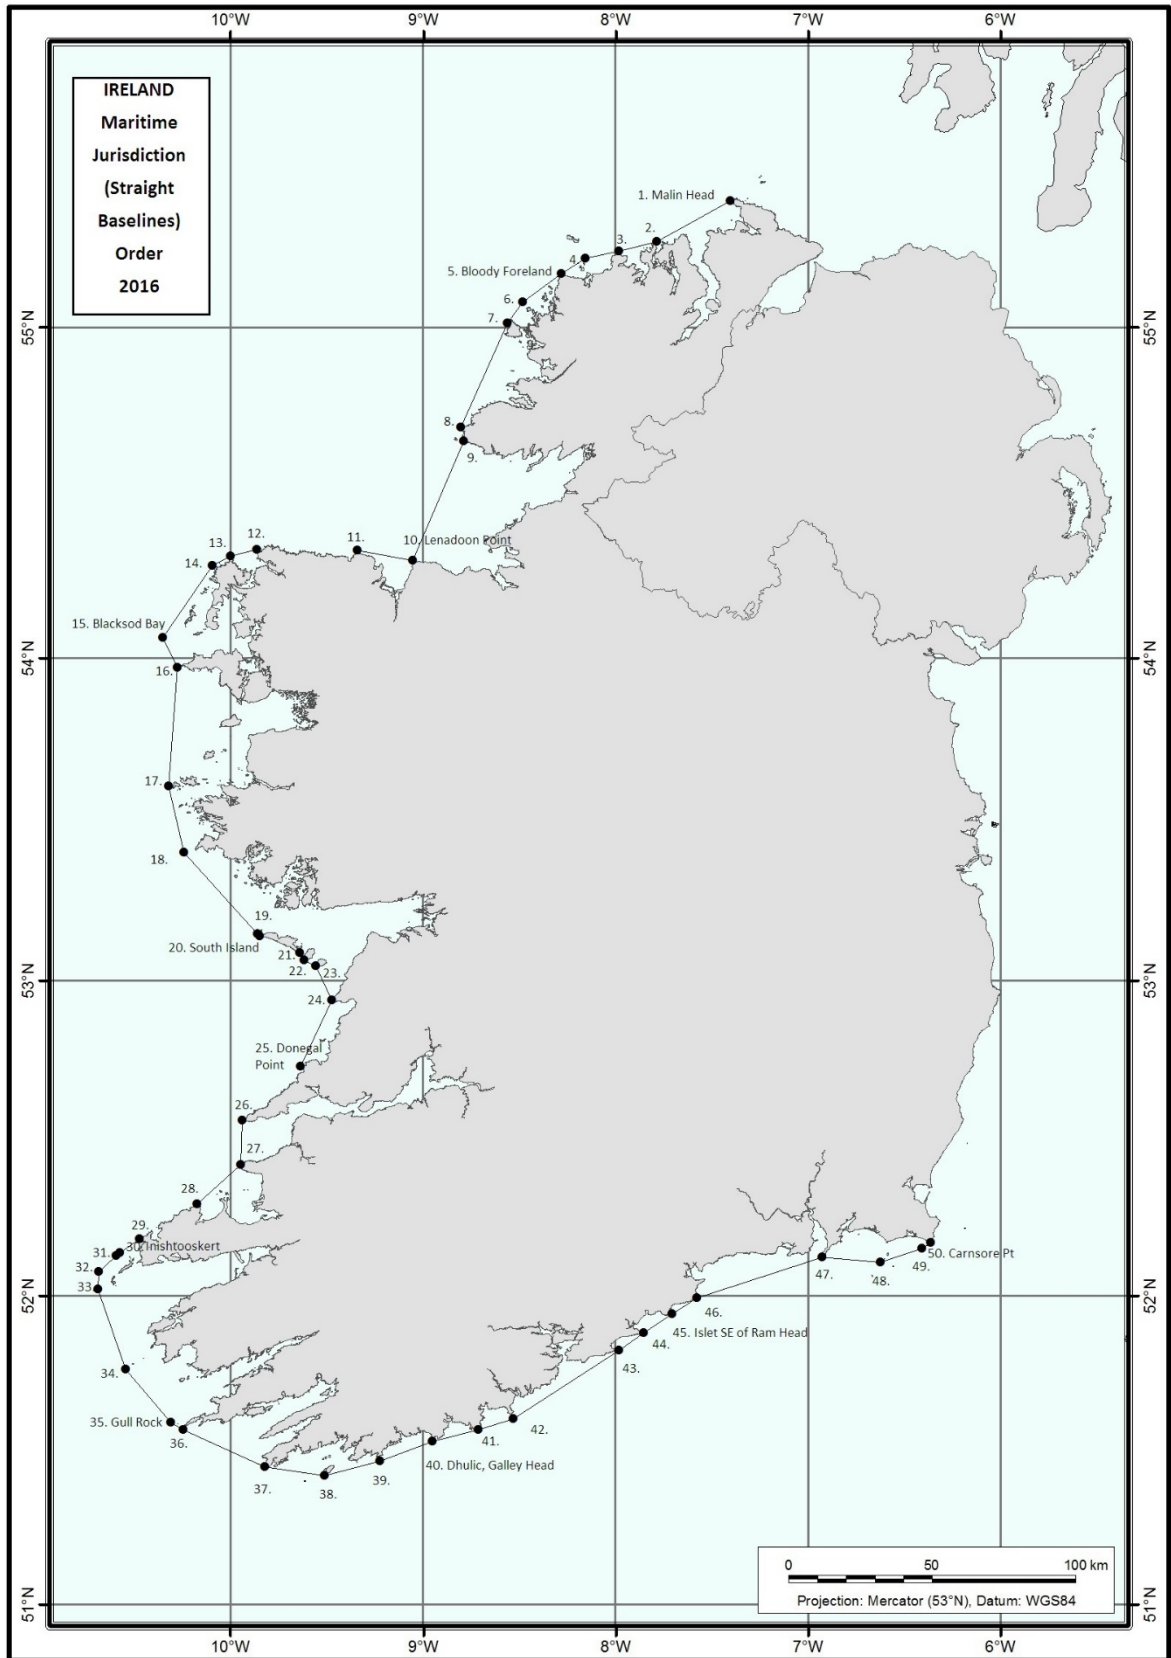 10°W 9°W 8°W 7°W 6°W
IRELAND
Maritime
Jurisdiction
(Straight
Baselines)
Order
2016
1. Malin Head
2.
3.
4.
5. Bloody Foreland
6.
7.
55°N 55°N
8.
9.
10. Lenadoon Point
11.
12.
13.
14.
15. Blacksod Bay
54°N 54°N
16.
17.
18.
19.
20. South Island
21.
22.
23.
53°N 53°N
24.
25. Donegal
Point
26.
27.
28.
29.
30. Inishtooskert
31.
32.
33.
52°N 52°N
34.
35. Gull Rock
36.
37.
38.
39.
40. Dhulic, Galley Head
41.
42.
43.
44.
45. Islet SE of Ram Head
46.
47.
48.
49.
50. Carnsore Pt
0 50 100 km
Projection: Mercator (53°N), Datum: WGS84
51°N 51°N
10°W 9°W 8°W 7°W 6°W